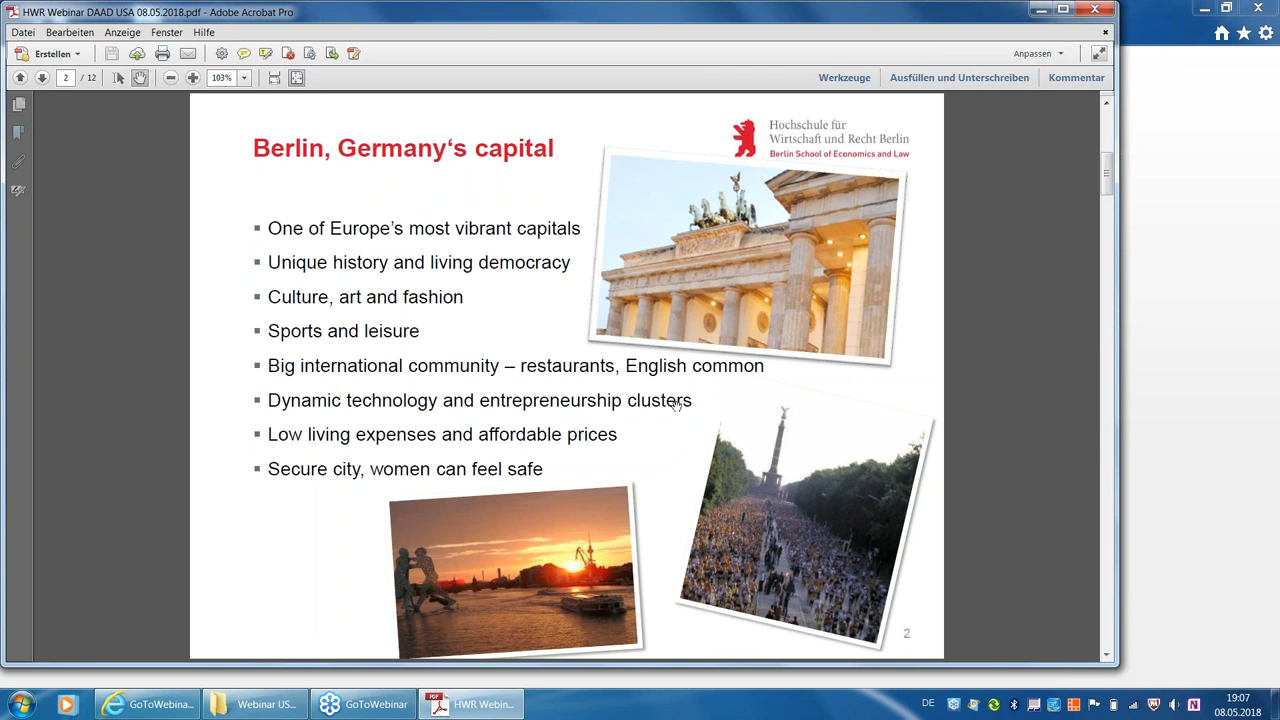 HWR Webinar DAAD USA 08.05.2018.pdf - Adobe Acrobat Pro
Datei Bearbeiten Anzeige Fenster Hilfe
Erstellen Anpassen
2 / 12 103% Werkzeuge Ausfüllen und Unterschreiben Kommentar
Hochschule für
Wirtschaft und Recht Berlin
Berlin School of Economics and Law
Berlin, Germany‘s capital
▪ One of Europe’s most vibrant capitals
▪ Unique history and living democracy
▪ Culture, art and fashion
▪ Sports and leisure
▪ Big international community – restaurants, English common
▪ Dynamic technology and entrepreneurship clusters
▪ Low living expenses and affordable prices
▪ Secure city, women can feel safe
2
GoToWebina... Webinar US... GoToWebinar HWR Webin... DE 19:07
08.05.2018